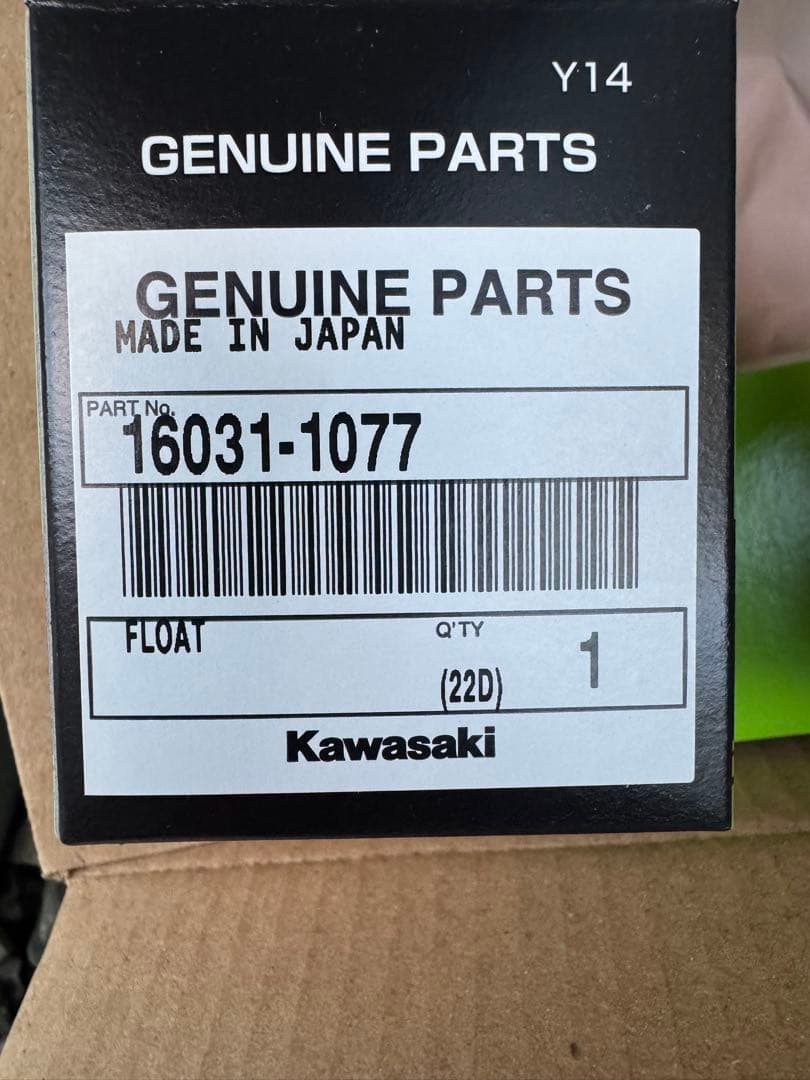 Y14
GENUINE PARTS
GENUINE PARTS
MADE IN JAPAN
PART No.
16031-1077
FLOAT
Q'TY
1
(22D)
Kawasaki